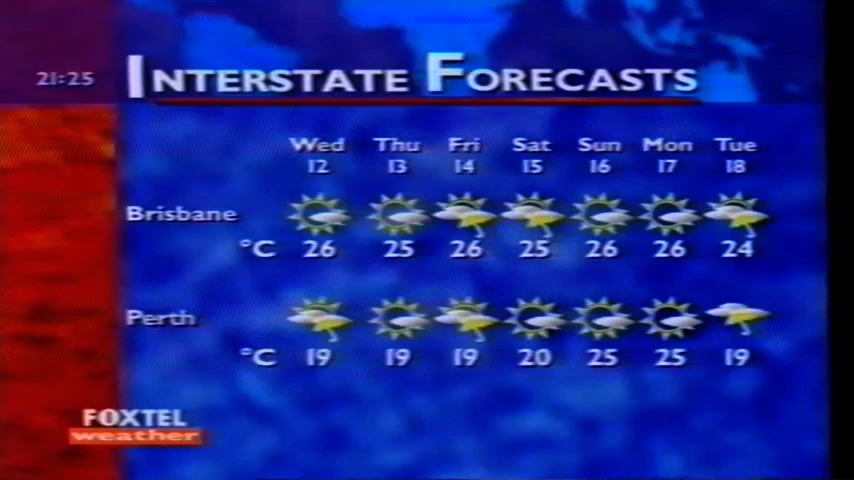 21:25
INTERSTATE FORECASTS
Wed Thu Fri Sat Sun Mon Tue
12 13 14 15 16 17 18
Brisbane
°C 26 25 26 25 26 26 24
Perth
°C 19 19 19 20 25 25 19
FOXTEL
weather